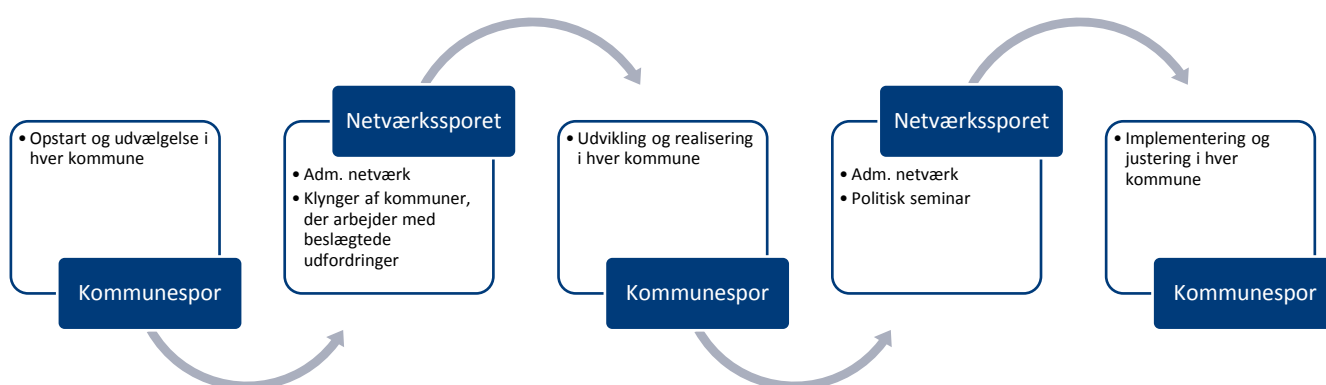 • Opstart og udvælgelse i
hver kommune
Kommunespor
Netværkssporet
• Adm. netværk
• Klynger af kommuner,
der arbejder med
beslægtede
udfordringer
• Udvikling og realisering
i hver kommune
Kommunespor
Netværkssporet
• Adm. netværk
• Politisk seminar
• Implementering og
justering i hver
kommune
Kommunespor